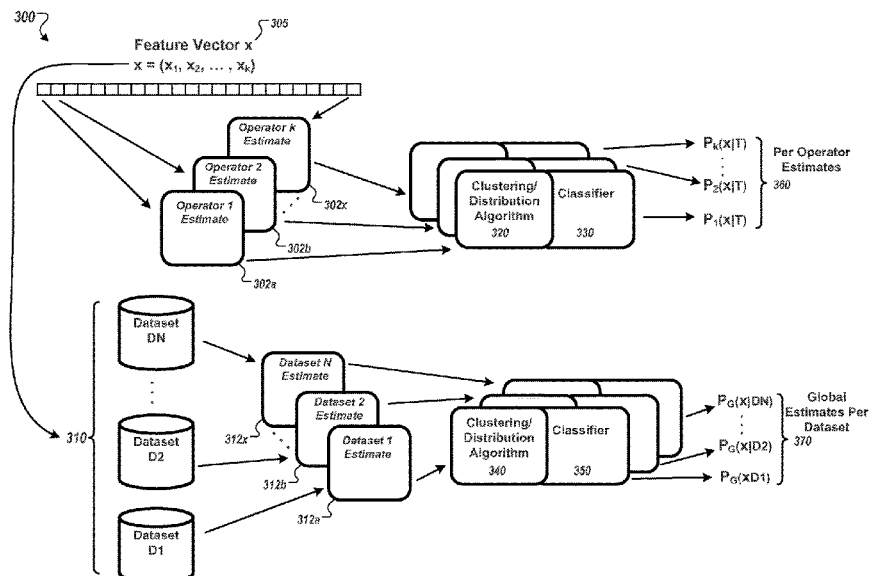 300
305
Feature Vector x
x = (x1, x2, ... , xk)
Operator k
Estimate
Operator 2
Estimate
Operator 1
Estimate
302x
302b
302a
Clustering/
Distribution
Algorithm
320
Classifier
330
Pk(x|T)
P2(x|T)
P1(x|T)
Per Operator
Estimates
360
310
Dataset
DN
Dataset
D2
Dataset
D1
Dataset N
Estimate
Dataset 2
Estimate
Dataset 1
Estimate
312x
312b
312a
Clustering/
Distribution
Algorithm
340
Classifier
350
PG(x|DN)
PG(x|D2)
PG(xD1)
Global
Estimates Per
Dataset
370